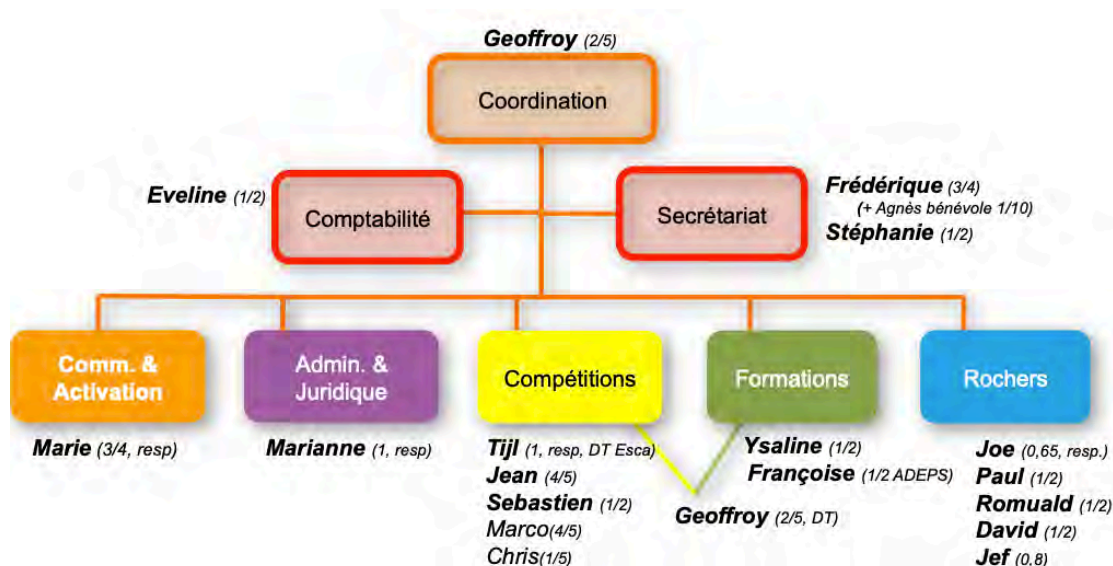 Geoffroy (2/5)
Coordination
Eveline (1/2)
Comptabilité
Secrétariat
Frédérique (3/4)
(+ Agnès bénévole 1/10)
Stéphanie (1/2)
Comm. &
Activation
Marie (3/4, resp)
Admin. &
Juridique
Marianne (1, resp)
Compétitions
Tijl (1, resp, DT Esca)
Jean (4/5)
Sebastien (1/2)
Marco(4/5)
Chris(1/5)
Formations
Ysaline (1/2)
Françoise (1/2 ADEPS)
Geoffroy (2/5, DT)
Rochers
Joe (0,65, resp.)
Paul (1/2)
Romuald (1/2)
David (1/2)
Jef (0,8)